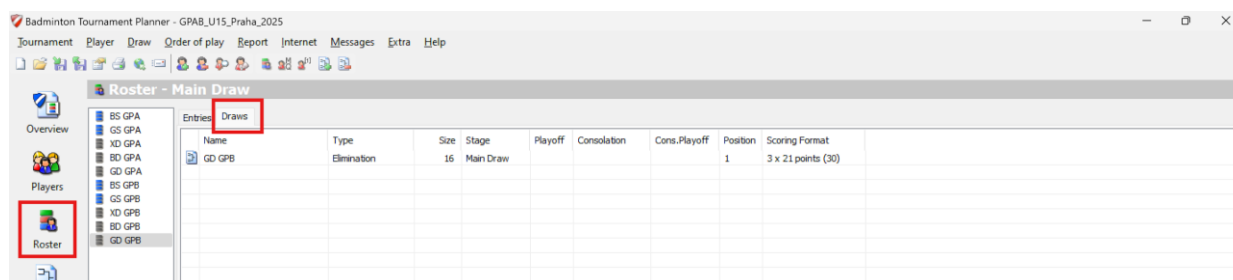 Badminton Tournament Planner - GPAB_U15_Praha_2025
Tournament Player Draw Order of play Report Internet Messages Extra Help
Roster - Main Draw
Overview
Players
Roster
BS GPA
GS GPA
XD GPA
BD GPA
GD GPA
BS GPB
GS GPB
XD GPB
BD GPB
GD GPB
Entries Draws
Name Type Size Stage Playoff Consolation Cons.Playoff Position Scoring Format
GD GPB Elimination 16 Main Draw 1 3 x 21 points (30)